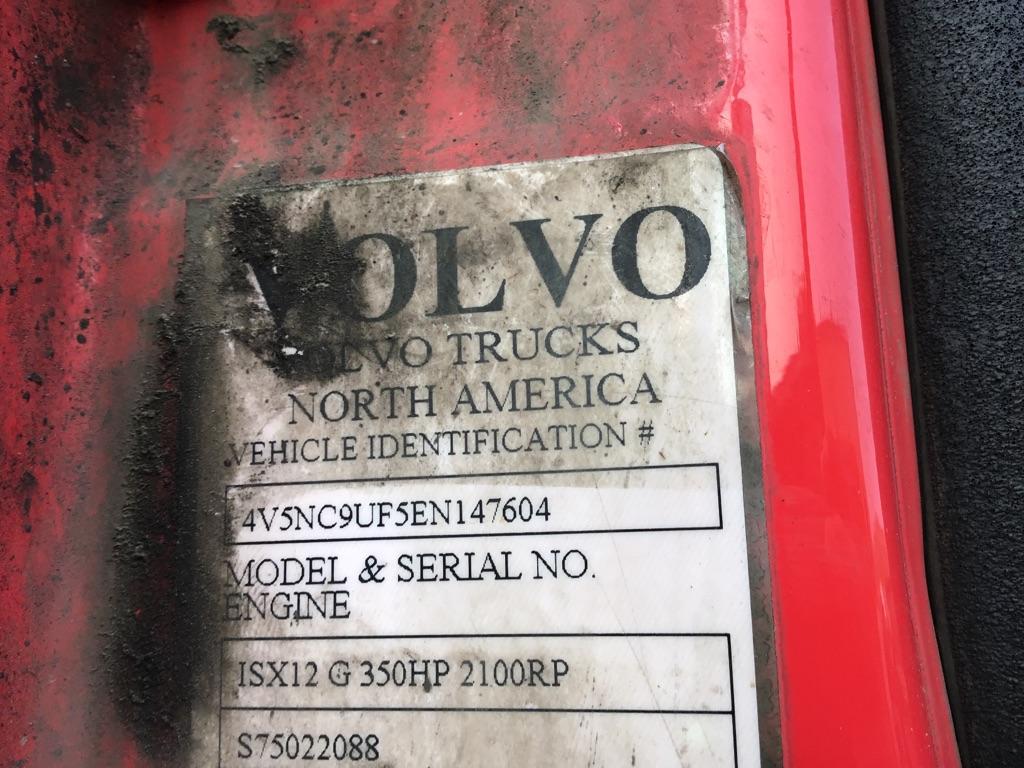 VOLVO
VOLVO TRUCKS
NORTH AMERICA
VEHICLE IDENTIFICATION #
4V5NC9UF5EN147604
MODEL & SERIAL NO.
ENGINE
ISX12 G 350HP 2100RP
S75022088